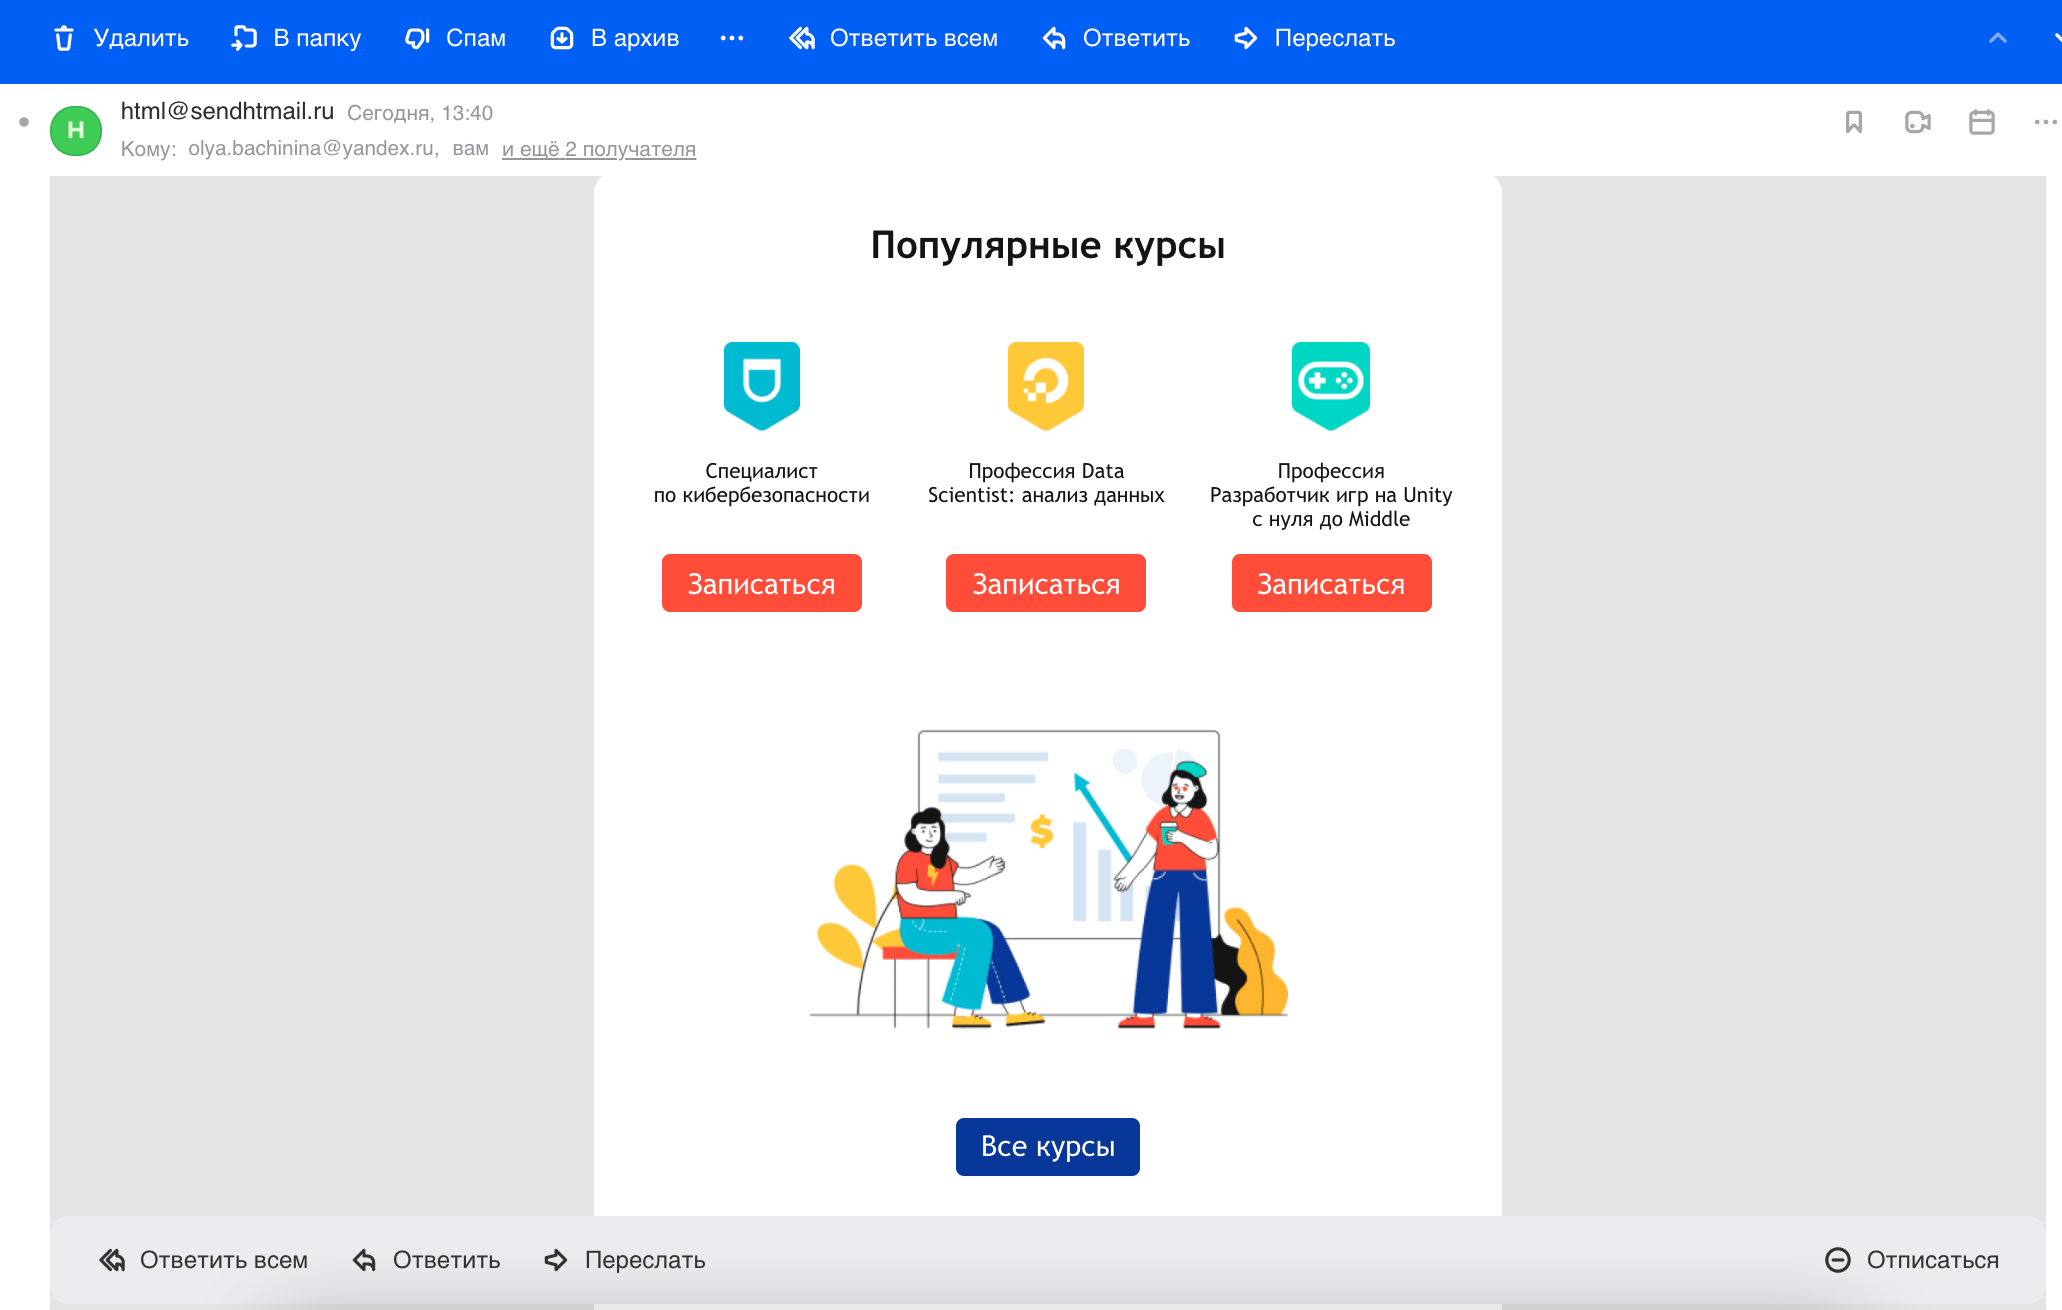 Удалить В папку Спам В архив Ответить всем Ответить Переслать
H
html@sendhtmail.ru Сегодня, 13:40
Кому: olya.bachinina@yandex.ru, вам и ещё 2 получателя
Популярные курсы
Специалист
по кибербезопасности
Записаться
Профессия Data
Scientist: анализ данных
Записаться
Профессия
Разработчик игр на Unity
с нуля до Middle
Записаться
$
Все курсы
Ответить всем Ответить Переслать Отписаться